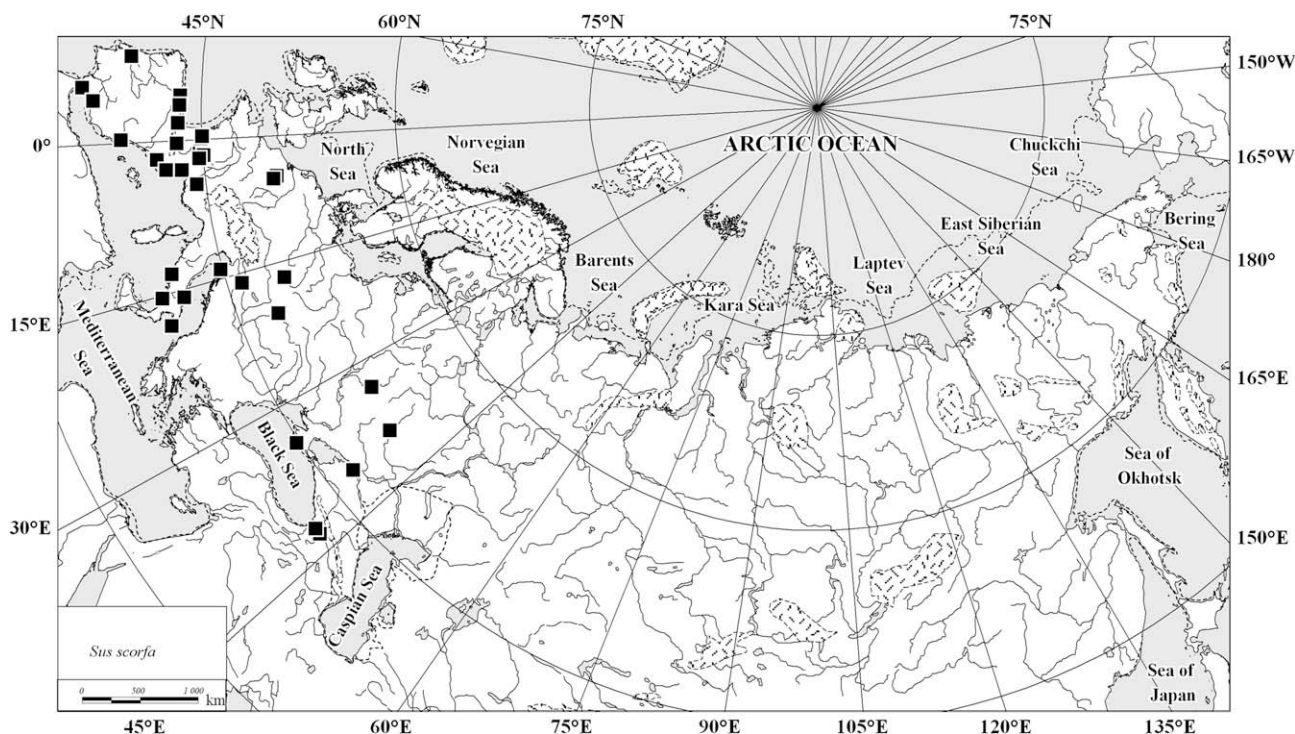 45°N 60°N 75°N 75°N
150°W
0°
North
Sea
Norvegian
Sea
ARCTIC OCEAN
Chuckchi
Sea
165°W
Barents
Sea
Kara Sea
Laptev
Sea
East Siberian
Sea
Bering
Sea
180°
15°E
Mediterranean
Sea
165°E
Black Sea
Sea of
Okhotsk
30°E
150°E
Caspian Sea
Sus scorfa
0 500 1 000
km
Sea of
Japan
45°E 60°E 75°E 90°E 105°E 120°E 135°E